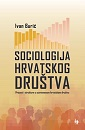 Ivan Burić
SOCIOLOGIJA
HRVATSKOG
DRUŠTVA